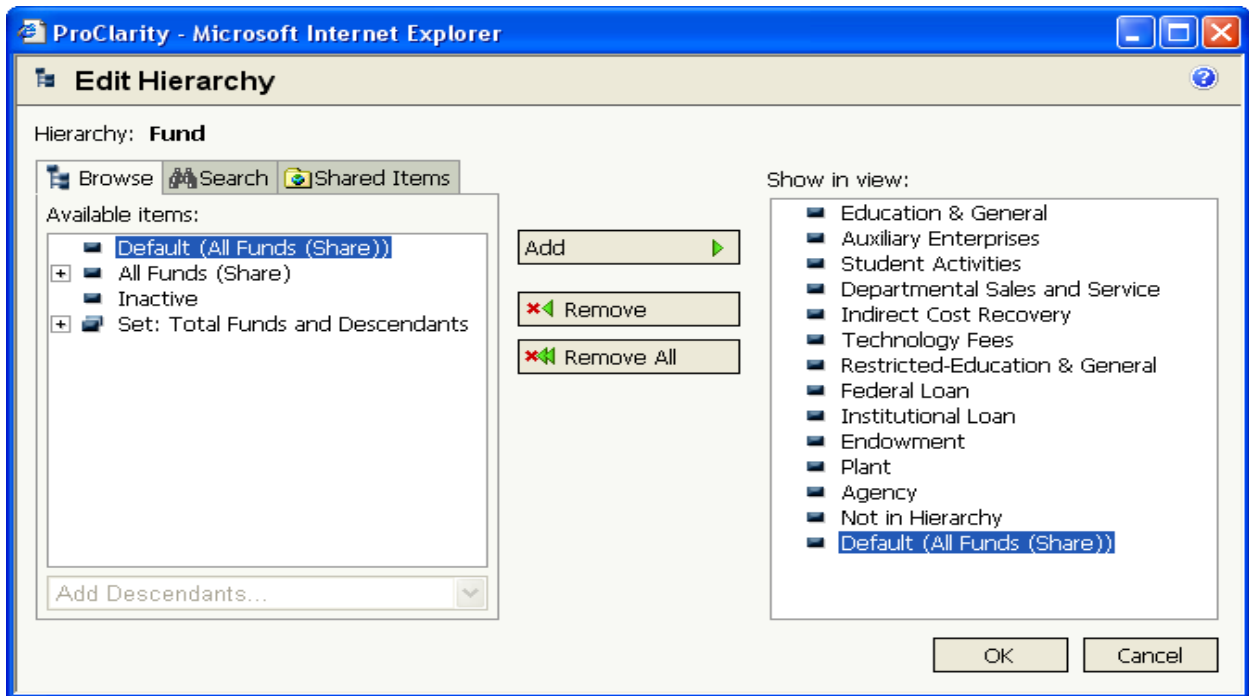 ProClarity - Microsoft Internet Explorer
Edit Hierarchy
Hierarchy: Fund
Browse
Search
Shared Items
Available items:
Default (All Funds (Share))
All Funds (Share)
Inactive
Set: Total Funds and Descendants
Add Descendants...
Add
Remove
Remove All
Show in view:
Education & General
Auxiliary Enterprises
Student Activities
Departmental Sales and Service
Indirect Cost Recovery
Technology Fees
Restricted-Education & General
Federal Loan
Institutional Loan
Endowment
Plant
Agency
Not in Hierarchy
Default (All Funds (Share))
OK
Cancel